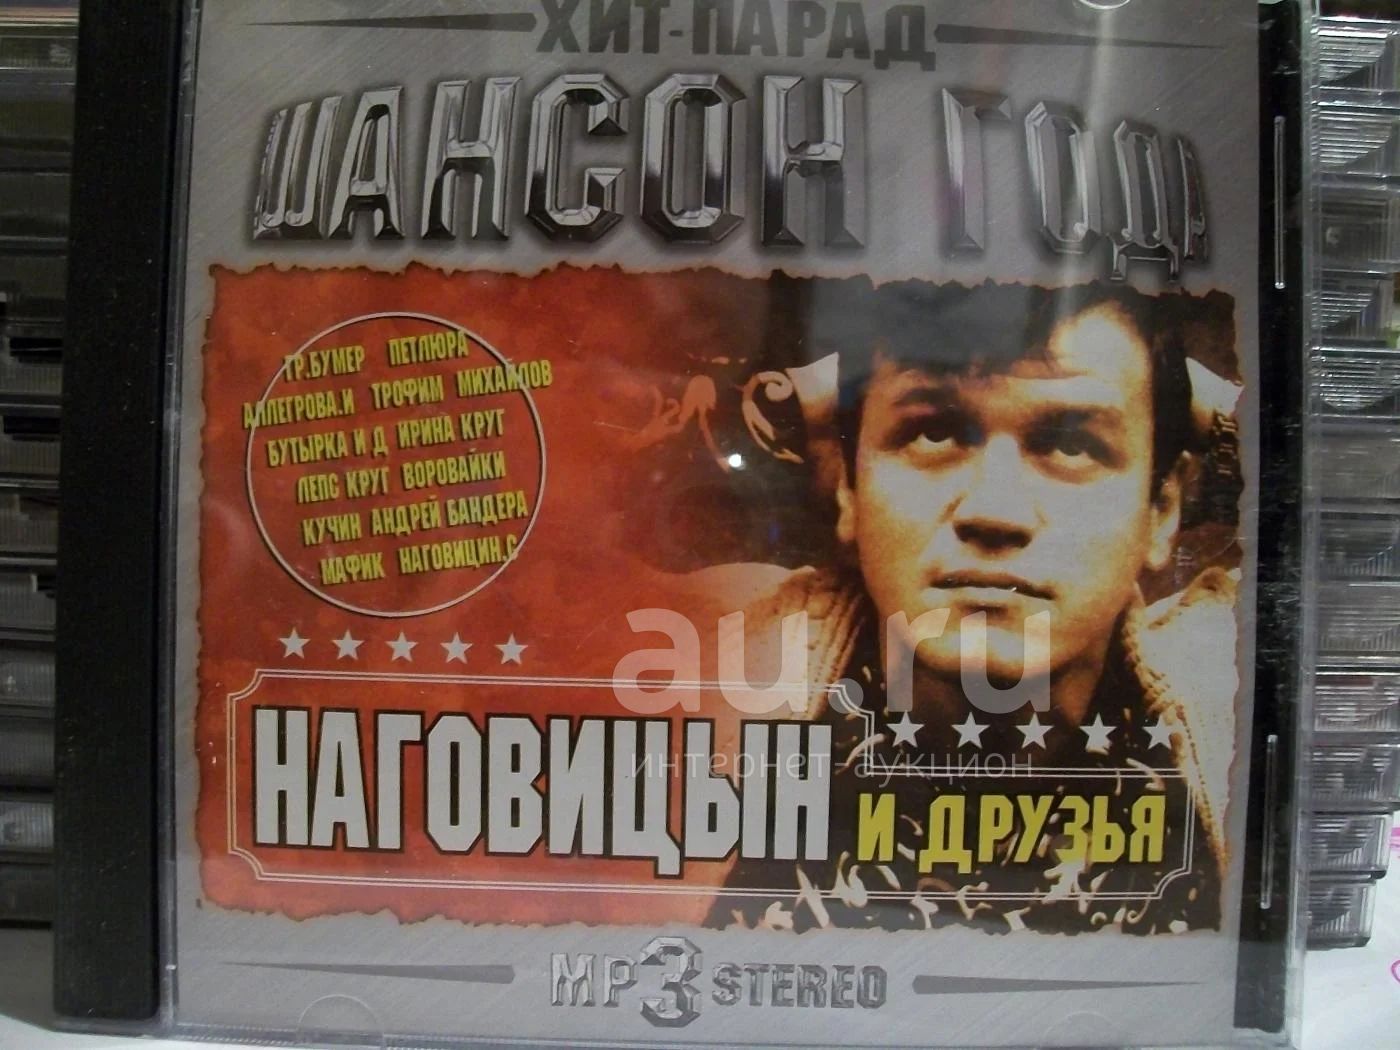 ХИТ-ПАРАД
ШАНСОН ГОДА
ГР.БУМЕР ПЕТЛЮРА
АЛЛЕГРОВА.И ТРОФИМ МИХАЙЛОВ
БУТЫРКА И Д ИРИНА КРУГ
ЛЕПС КРУГ ВОРОВАЙКИ
КУЧИН АНДРЕЙ БАНДЕРА
МАФИК НАГОВИЦИН.С
au.ru
интернет-аукцион
НАГОВИЦЫН
И ДРУЗЬЯ
MP3 STEREO